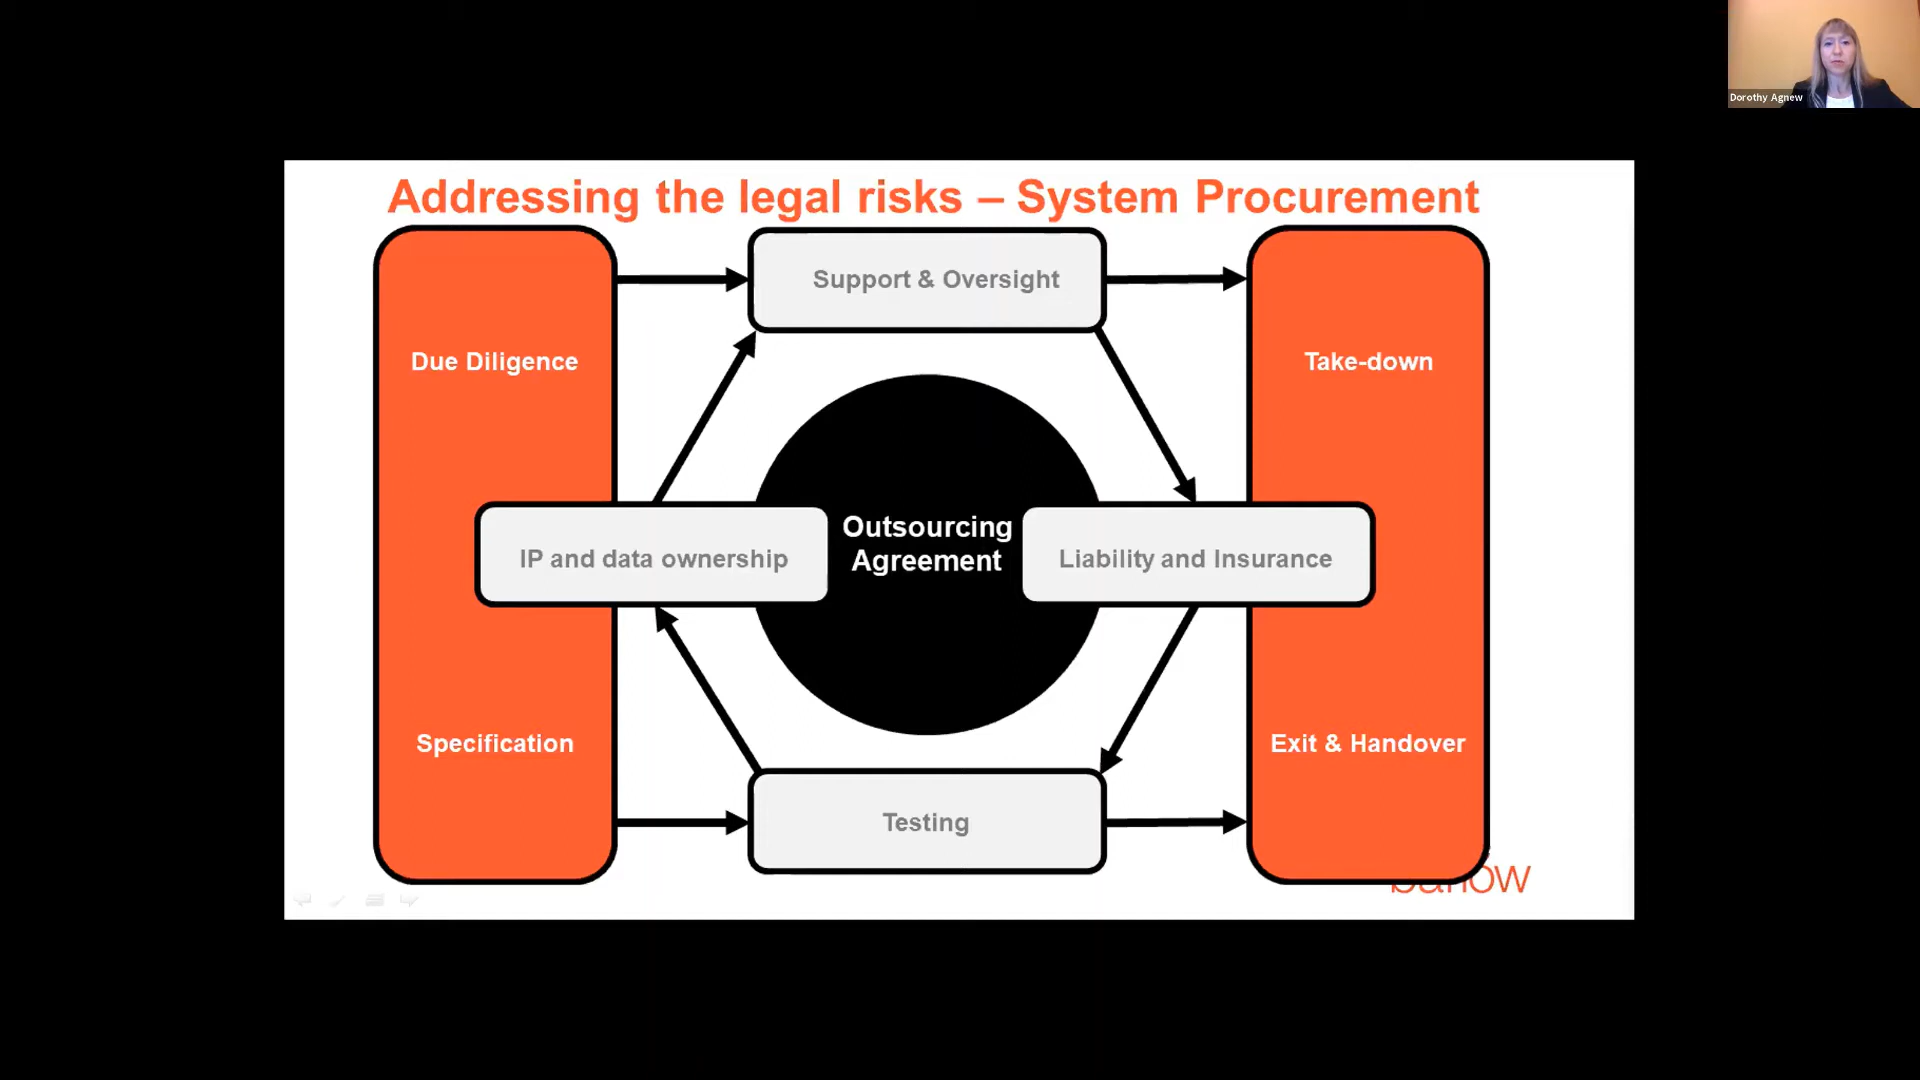 Dorothy Agnew
Addressing the legal risks – System Procurement
Support & Oversight
Due Diligence
Take-down
Outsourcing
Agreement
IP and data ownership
Liability and Insurance
Specification
Exit & Handover
Testing